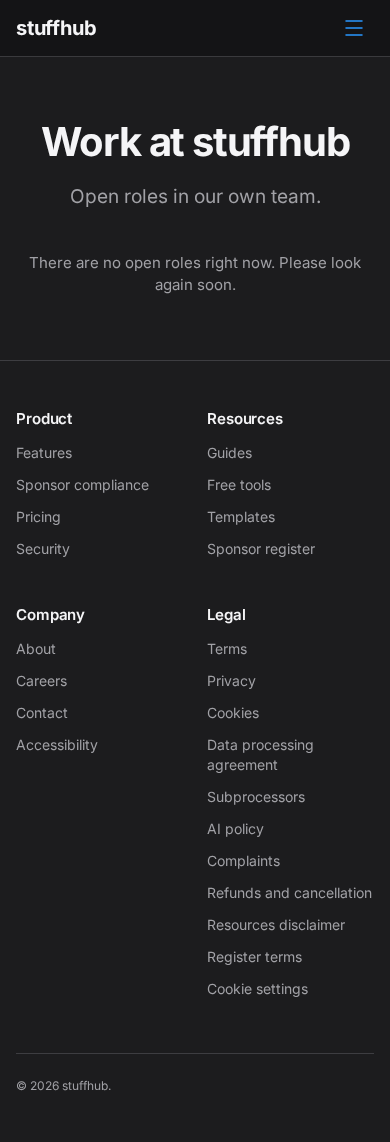 stuffhub
Work at stuffhub
Open roles in our own team.
There are no open roles right now. Please look
again soon.
Product
Features
Sponsor compliance
Pricing
Security
Resources
Guides
Free tools
Templates
Sponsor register
Company
About
Careers
Contact
Accessibility
Legal
Terms
Privacy
Cookies
Data processing
agreement
Subprocessors
AI policy
Complaints
Refunds and cancellation
Resources disclaimer
Register terms
Cookie settings
© 2026 stuffhub.